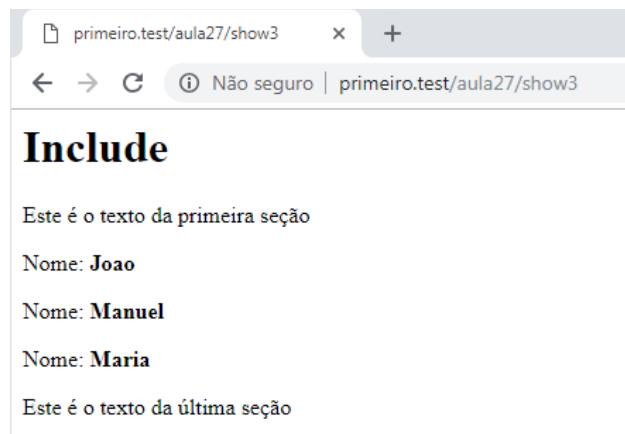 primeiro.test/aula27/show3
Não seguro | primeiro.test/aula27/show3
Include
Este é o texto da primeira seção
Nome: Joao
Nome: Manuel
Nome: Maria
Este é o texto da última seção